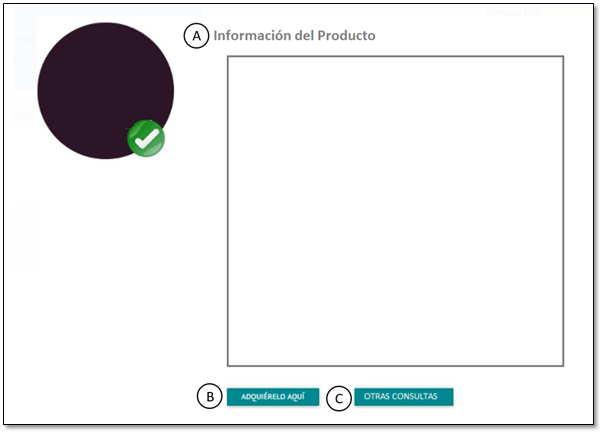 A Información del Producto
B ADQUIÉRELO AQUÍ C OTRAS CONSULTAS